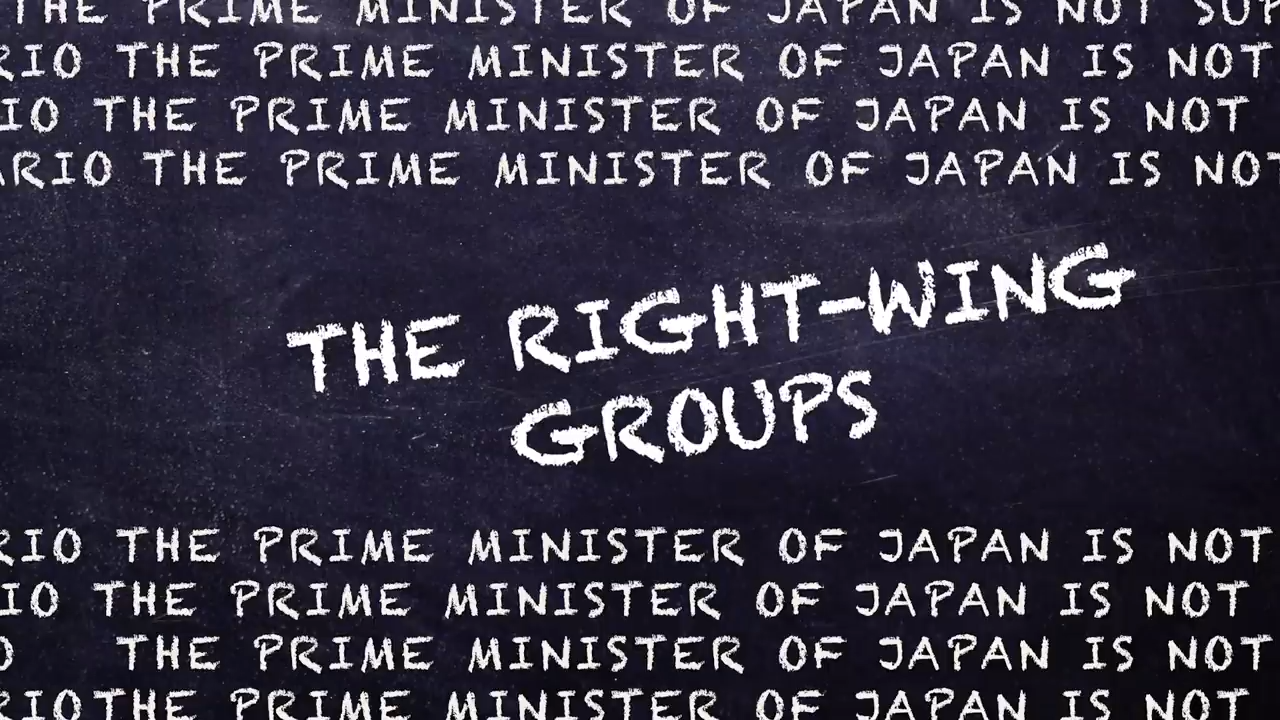 THE PRIME MINISTER OF JAPAN IS NOT SUP
RIO THE PRIME MINISTER OF JAPAN IS NOT
IO THE PRIME MINISTER OF JAPAN IS NOT
ARIO THE PRIME MINISTER OF JAPAN IS NOT
THE RIGHT-WING
GROUPS
RIO THE PRIME MINISTER OF JAPAN IS NOT
IO THE PRIME MINISTER OF JAPAN IS NOT
O THE PRIME MINISTER OF JAPAN IS NOT
RIOTHE PRIME MINISTER OF JAPAN IS NOT